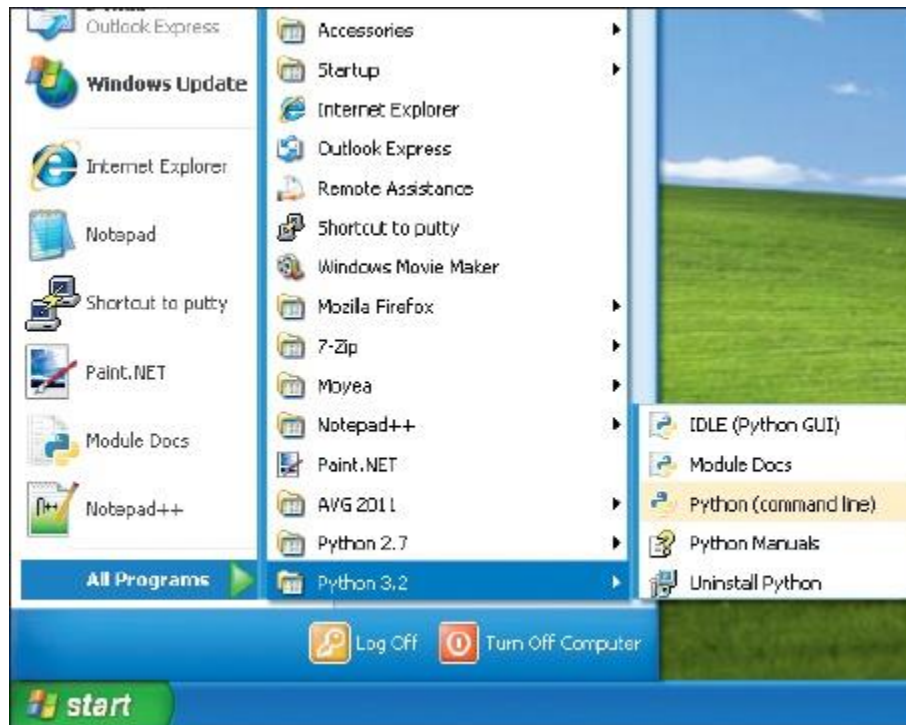 Outlook Express
Windows Update
Internet Explorer
Notepad
Shortcut to putty
Paint.NET
Module Docs
Notepad++
All Programs
Accessories
Startup
Internet Explorer
Outlook Express
Remote Assistance
Shortcut to putty
Windows Movie Maker
Mozilla Firefox
7-Zip
Moyea
Notepad++
Paint.NET
AVG 2011
Python 2.7
Python 3.2
IDLE (Python GUI)
Module Docs
Python (command line)
Python Manuals
Uninstall Python
Log Off
Turn Off Computer
start